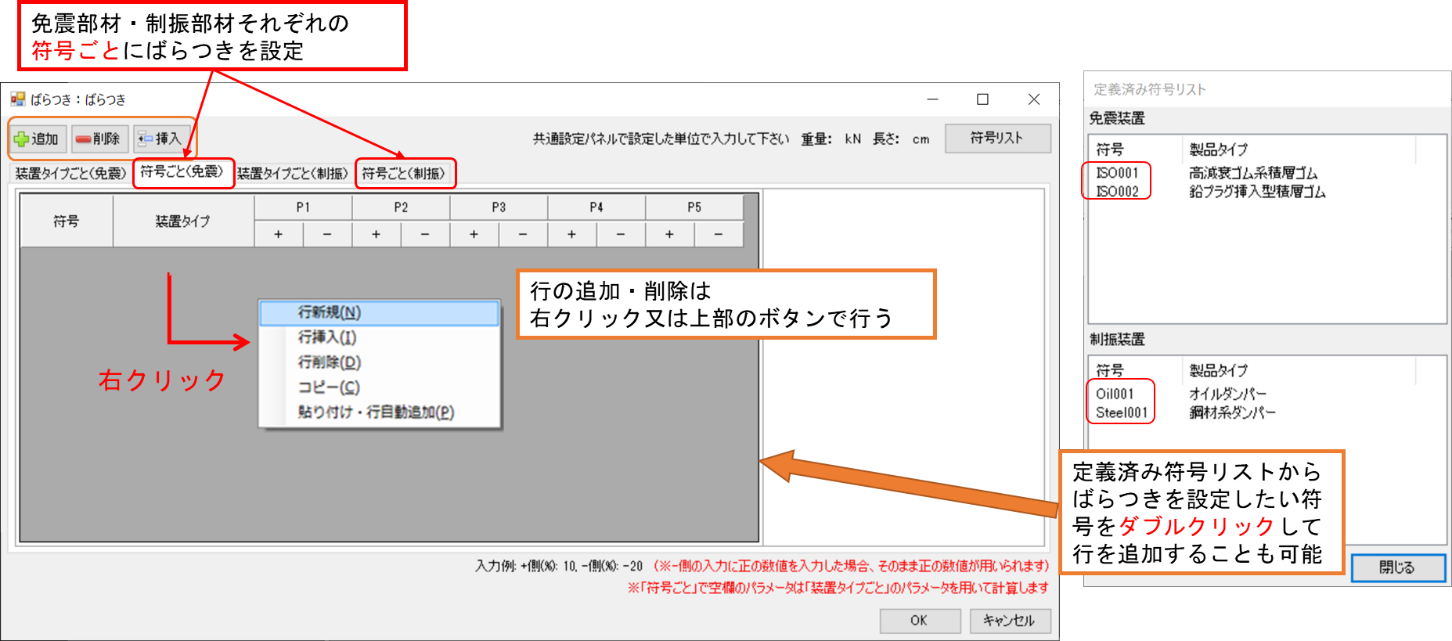 免震部材・制振部材それぞれの
符号ごとにばらつきを設定
ばらつき：ばらつき
追加 削除 挿入
共通設定パネルで設定した単位で入力して下さい 重量: kN 長さ: cm 符号リスト
装置タイプごと(免震) 符号ごと(免震) 装置タイプごと(制振) 符号ごと(制振)
符号 装置タイプ P1 P2 P3 P4 P5
+ - + - + - + - + -
行新規(N)
行挿入(I)
行削除(D)
コピー(C)
貼り付け・行自動追加(P)
右クリック
行の追加・削除は
右クリック又は上部のボタンで行う
入力例: +側(%): 10, -側(%): -20 (※-側の入力に正の数値を入力した場合、そのまま正の数値が用いられます)
※「符号ごと」で空欄のパラメータは「装置タイプごと」のパラメータを用いて計算します
OK キャンセル
定義済み符号リスト
免震装置
符号 製品タイプ
ISO001 高減衰ゴム系積層ゴム
ISO002 鉛プラグ挿入型積層ゴム
制振装置
符号 製品タイプ
Oil001 オイルダンパー
Steel001 鋼材系ダンパー
定義済み符号リストから
ばらつきを設定したい符
号をダブルクリックして
行を追加することも可能
閉じる